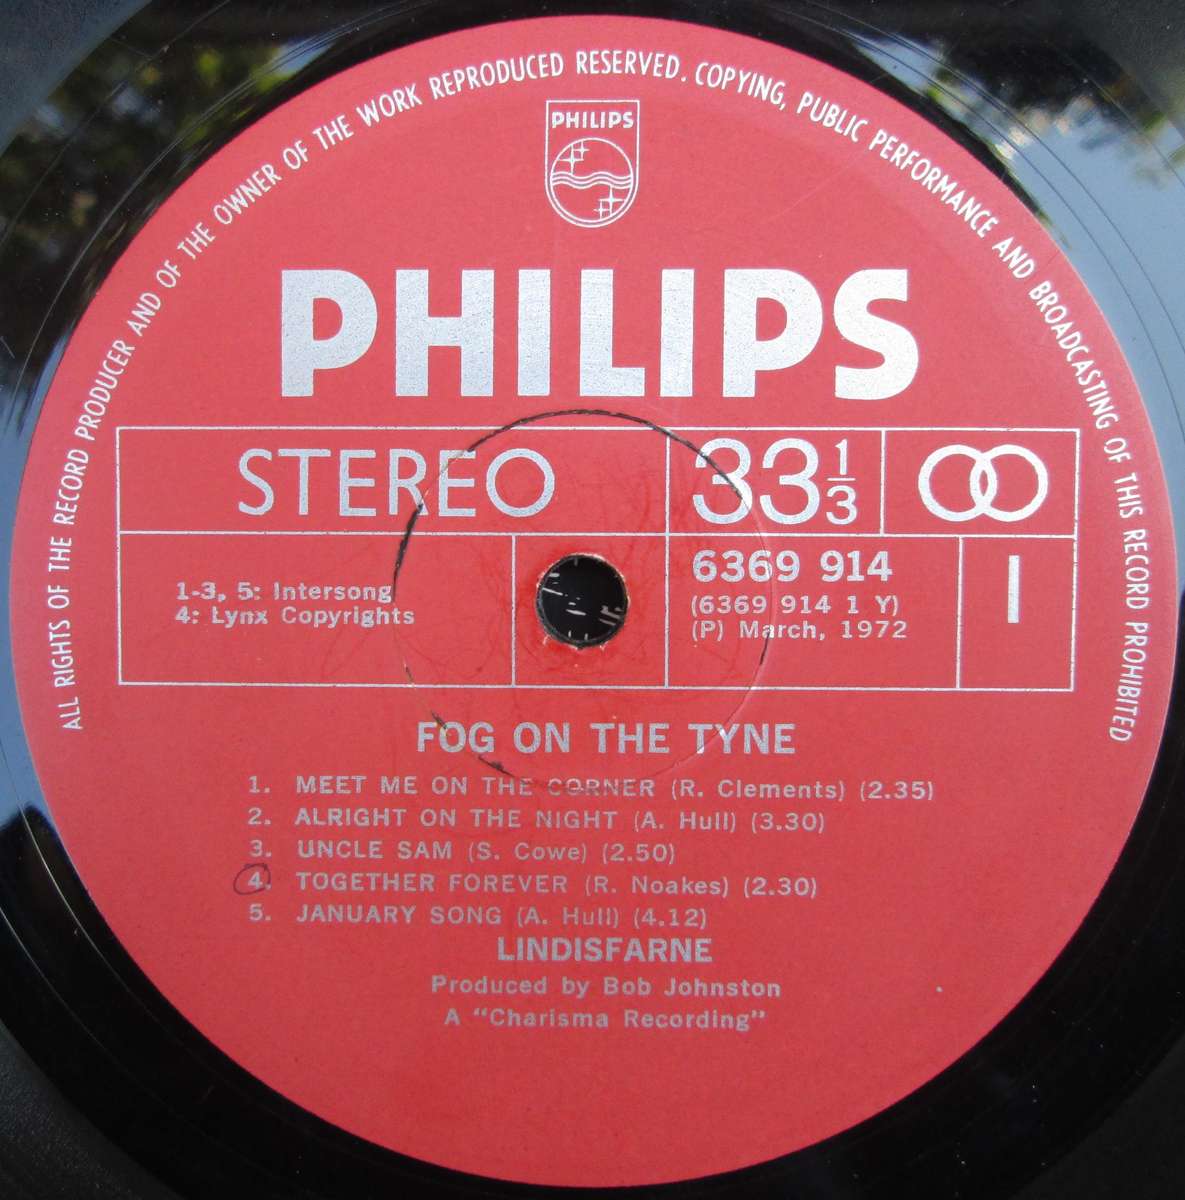 ALL RIGHTS OF THE RECORD PRODUCER AND OF THE OWNER OF THE WORK REPRODUCED RESERVED. COPYING, PUBLIC PERFORMANCE AND BROADCASTING OF THIS RECORD PROHIBITED
PHILIPS
PHILIPS
STEREO 33 1/3
1-3, 5: Intersong
4: Lynx Copyrights
6369 914 1
(6369 914 1 Y)
(P) March, 1972
FOG ON THE TYNE
1. MEET ME ON THE CORNER (R. Clements) (2.35)
2. ALRIGHT ON THE NIGHT (A. Hull) (3.30)
3. UNCLE SAM (S. Cowe) (2.50)
4. TOGETHER FOREVER (R. Noakes) (2.30)
5. JANUARY SONG (A. Hull) (4.12)
LINDISFARNE
Produced by Bob Johnston
A "Charisma Recording"